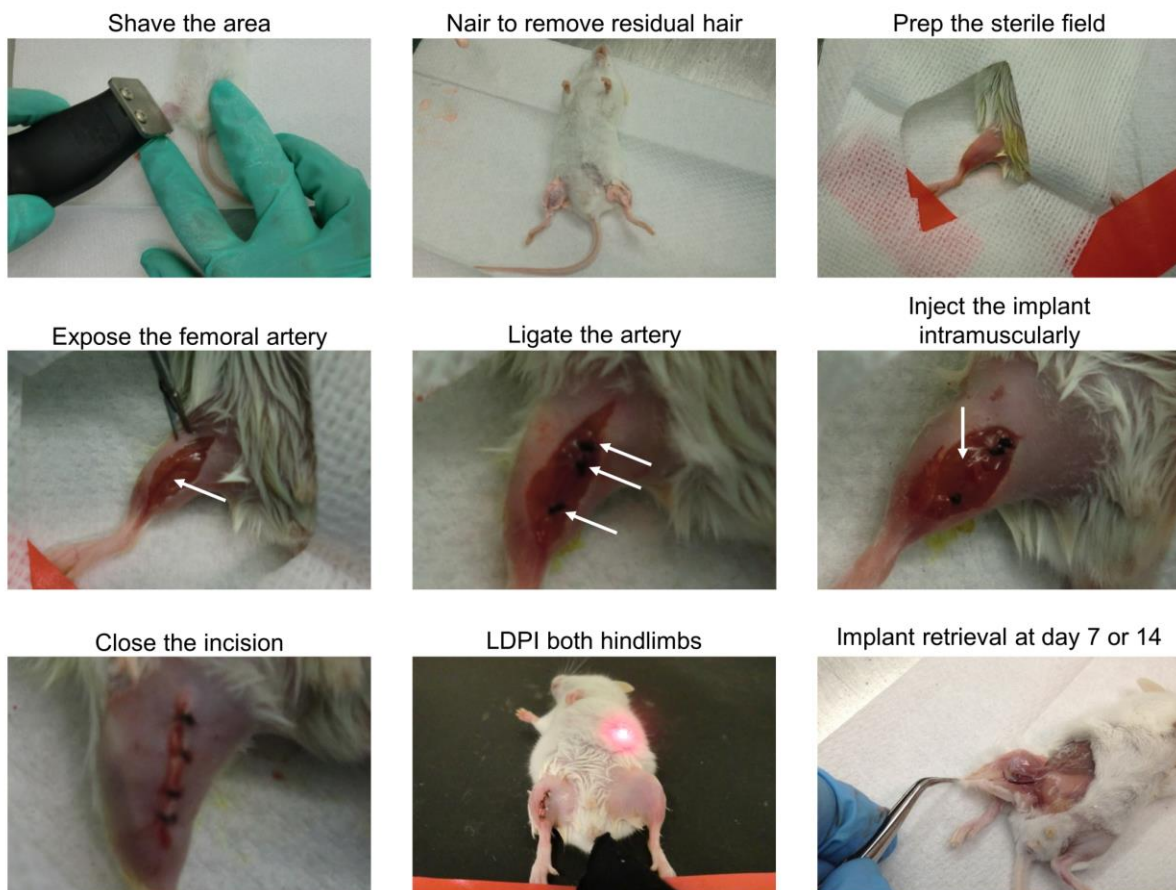 Shave the area
Nair to remove residual hair
Prep the sterile field
Expose the femoral artery
Ligate the artery
Inject the implant
intramuscularly
Close the incision
LDPI both hindlimbs
Implant retrieval at day 7 or 14